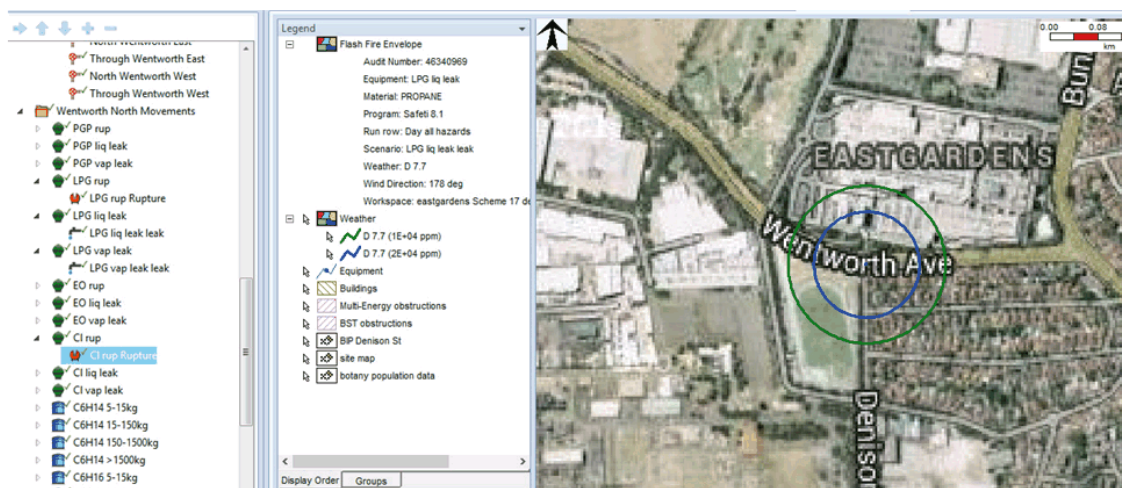 North Wentworth East
Through Wentworth East
North Wentworth West
Through Wentworth West
Wentworth North Movements
PGP rup
PGP liq leak
PGP vap leak
LPG rup
LPG rup Rupture
LPG liq leak
LPG liq leak leak
LPG vap leak
LPG vap leak leak
EO rup
EO liq leak
EO vap leak
CI rup
CI rup Rupture
CI liq leak
CI vap leak
C6H14 5-15kg
C6H14 15-150kg
C6H14 150-1500kg
C6H14 >1500kg
C6H16 5-15kg
Legend
Flash Fire Envelope
Audit Number: 46340969
Equipment: LPG liq leak
Material: PROPANE
Program: Safeti 8.1
Run row: Day all hazards
Scenario: LPG liq leak leak
Weather: D 7.7
Wind Direction: 178 deg
Workspace: eastgardens Scheme 17 de
Weather
D 7.7 (1E+04 ppm)
D 7.7 (2E+04 ppm)
Equipment
Buildings
Multi-Energy obstructions
BST obstructions
BIP Denison St
site map
botany population data
Display Order
Groups
0.00 0.08
km
Bun
EASTGARDENS
Wentworth Ave
Denison